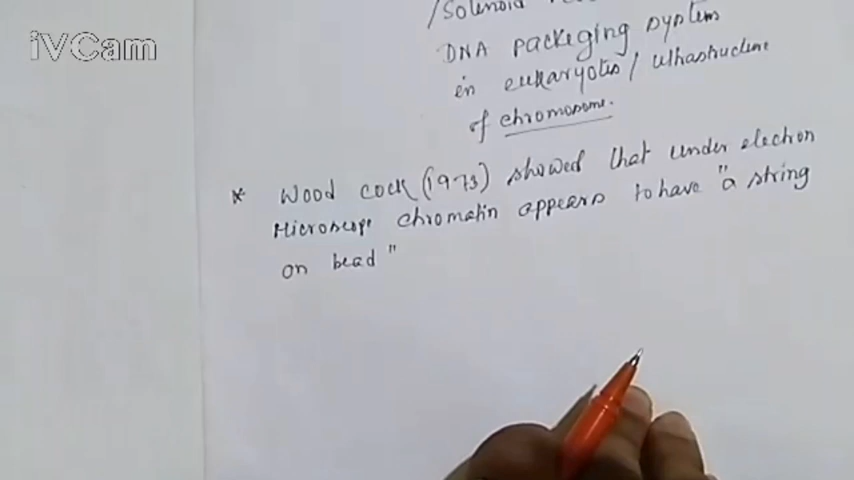 iVCam
/Solenoid
DNA packeging system
in eukaryotes/ ulthastructure
of chromosome.
* Wood cock (1973) showed that under electron
Microscope chromatin appears to have "a string
on bead"